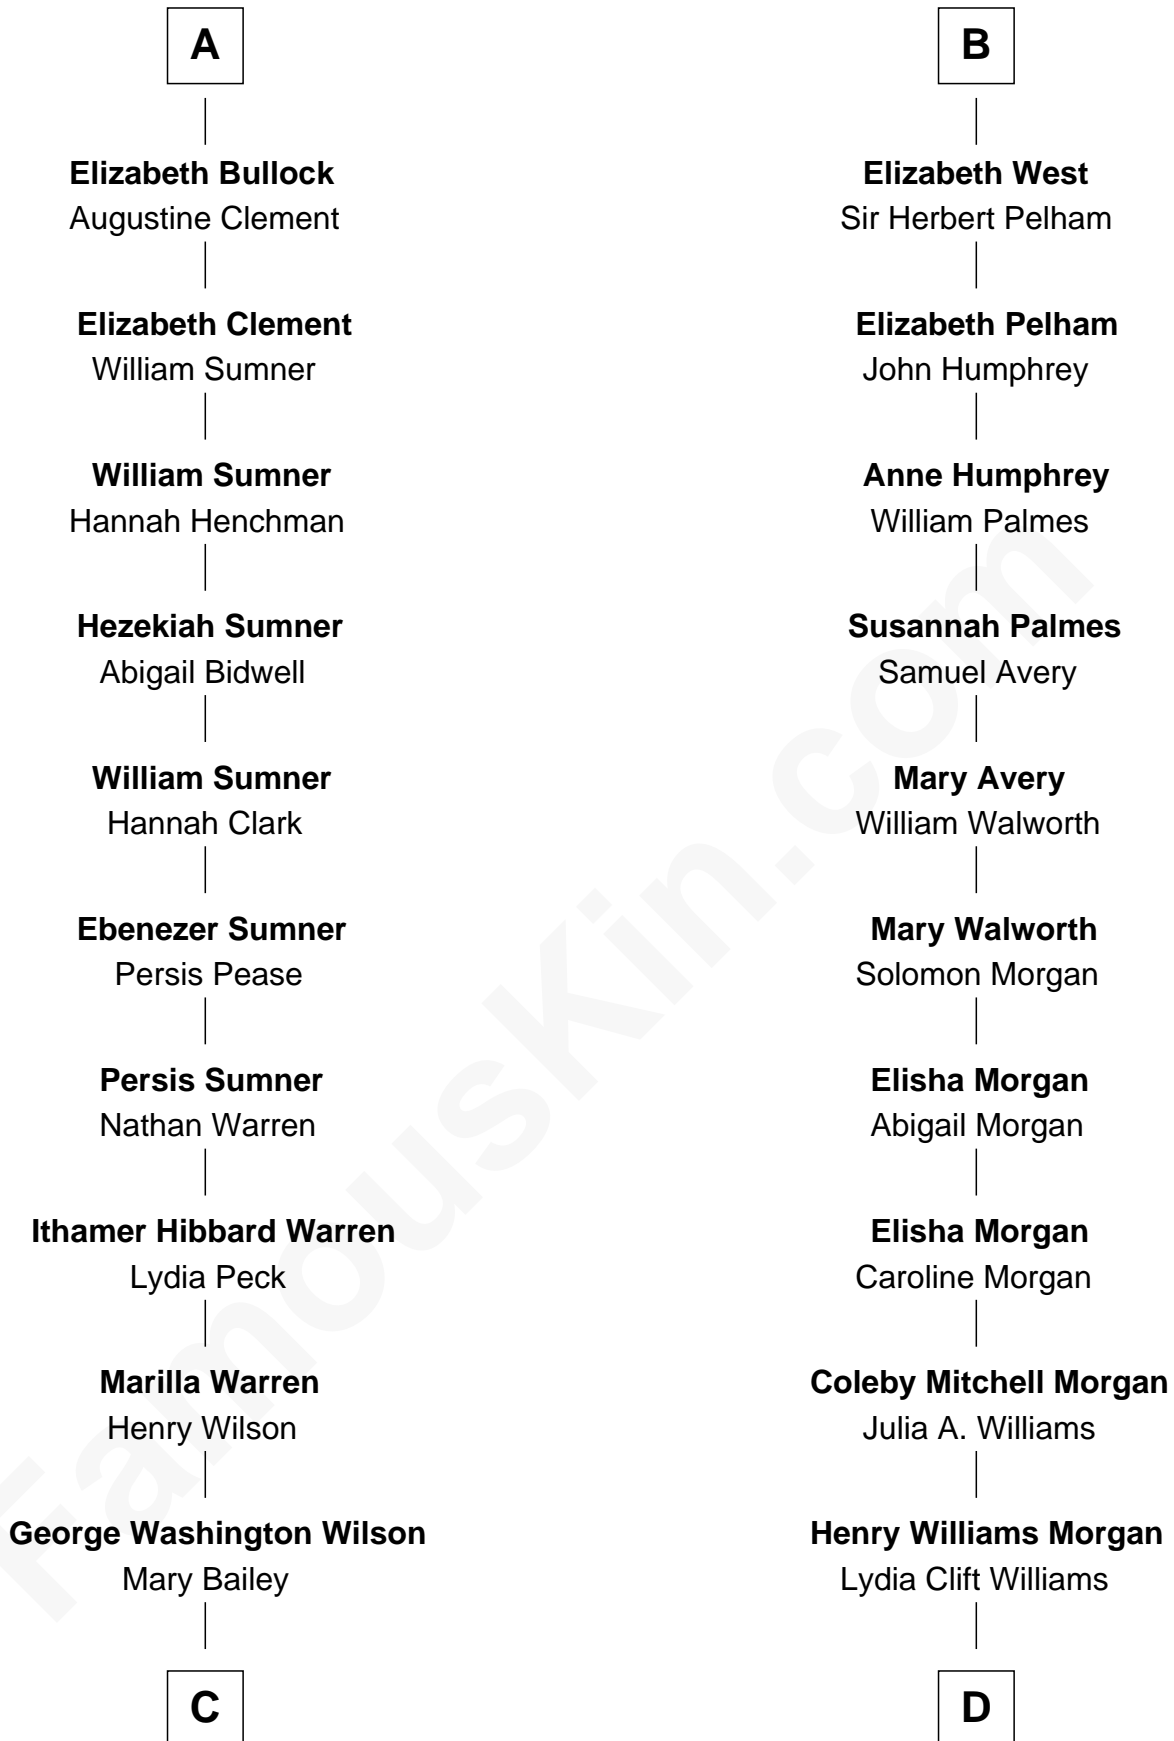 A
Elizabeth Bullock
Augustine Clement
Elizabeth Clement
William Sumner
William Sumner
Hannah Henchman
Hezekiah Sumner
Abigail Bidwell
William Sumner
Hannah Clark
Ebenezer Sumner
Persis Pease
Persis Sumner
Nathan Warren
Ithamer Hibbard Warren
Lydia Peck
Marilla Warren
Henry Wilson
George Washington Wilson
Mary Bailey
C
B
Elizabeth West
Sir Herbert Pelham
Elizabeth Pelham
John Humphrey
Anne Humphrey
William Palmes
Susannah Palmes
Samuel Avery
Mary Avery
William Walworth
Mary Walworth
Solomon Morgan
Elisha Morgan
Abigail Morgan
Elisha Morgan
Caroline Morgan
Coleby Mitchell Morgan
Julia A. Williams
Henry Williams Morgan
Lydia Clift Williams
D
FamousKin.com